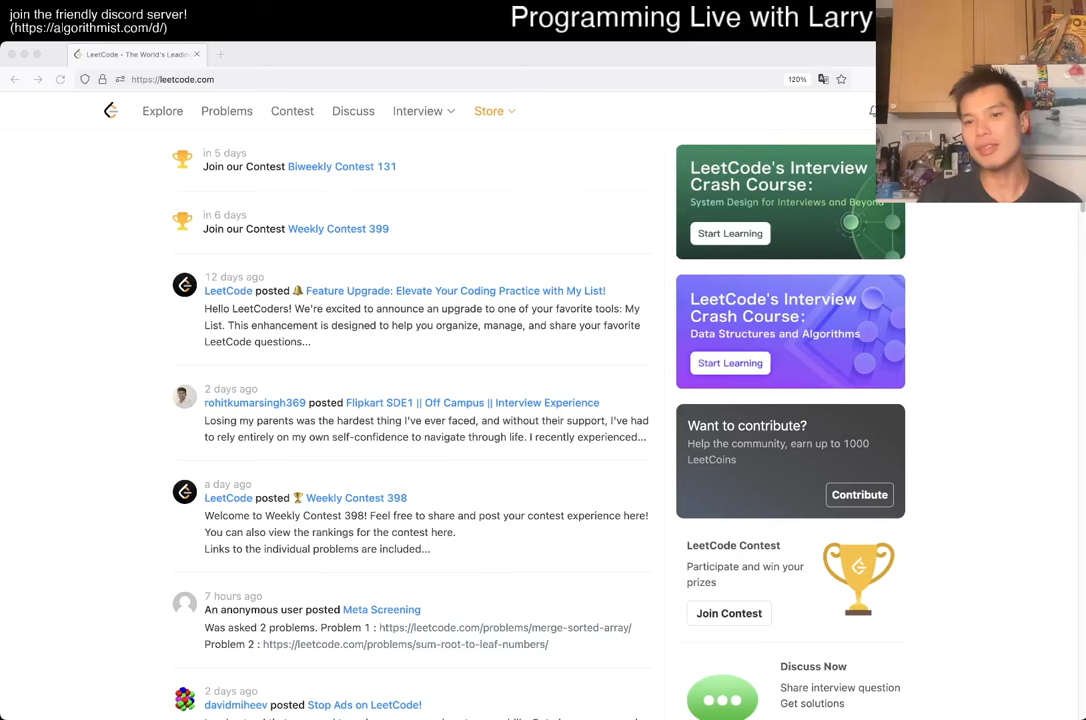 join the friendly discord server!
(https://algorithmist.com/d/)
Programming Live with Larry
LeetCode - The World's Leadin
https://leetcode.com
120%
Explore
Problems
Contest
Discuss
Interview
Store
in 5 days
Join our Contest Biweekly Contest 131
in 6 days
Join our Contest Weekly Contest 399
12 days ago
LeetCode posted 🔔 Feature Upgrade: Elevate Your Coding Practice with My List!
Hello LeetCoders! We're excited to announce an upgrade to one of your favorite tools: My
List. This enhancement is designed to help you organize, manage, and share your favorite
LeetCode questions...
2 days ago
rohitkumarsingh369 posted Flipkart SDE1 || Off Campus || Interview Experience
Losing my parents was the hardest thing I've ever faced, and without their support, I've had
to rely entirely on my own self-confidence to navigate through life. I recently experienced...
a day ago
LeetCode posted 🏆 Weekly Contest 398
Welcome to Weekly Contest 398! Feel free to share and post your contest experience here!
You can also view the rankings for the contest here.
Links to the individual problems are included...
7 hours ago
An anonymous user posted Meta Screening
Was asked 2 problems. Problem 1 : https://leetcode.com/problems/merge-sorted-array/
Problem 2 : https://leetcode.com/problems/sum-root-to-leaf-numbers/
2 days ago
davidmiheev posted Stop Ads on LeetCode!
LeetCode's Interview
Crash Course:
System Design for Interviews and Beyond
Start Learning
LeetCode's Interview
Crash Course:
Data Structures and Algorithms
Start Learning
Want to contribute?
Help the community, earn up to 1000
LeetCoins
Contribute
LeetCode Contest
Participate and win your
prizes
Join Contest
Discuss Now
Share interview question
Get solutions